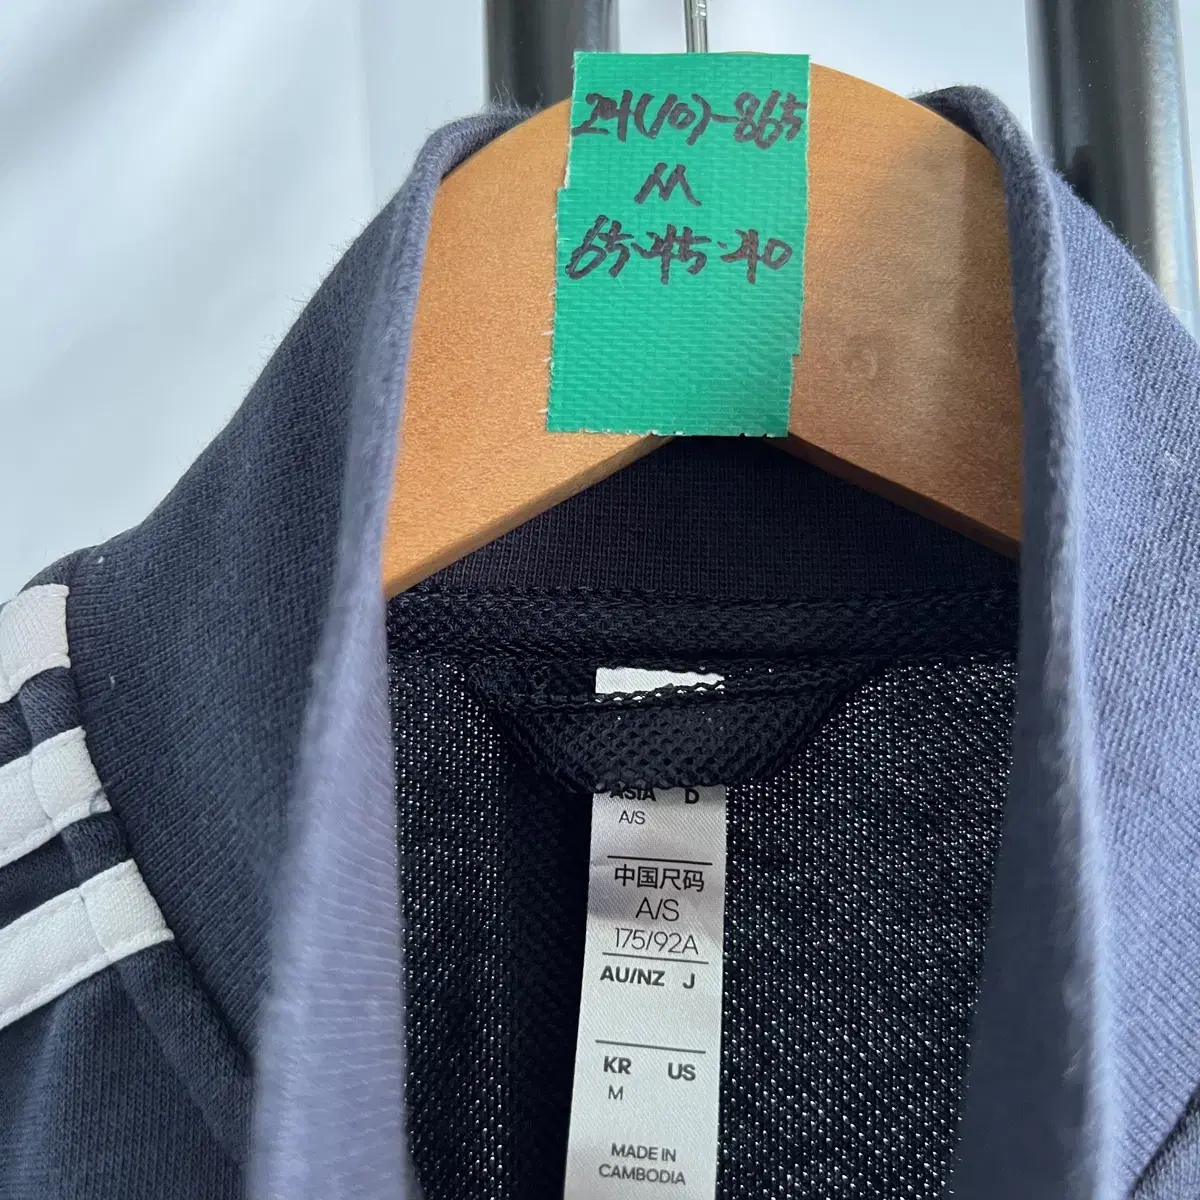 24(10)-865
M
65·45·40
ASIA D
A/S
中国尺码
A/S
175/92A
AU/NZ J
KR US
M
MADE IN
CAMBODIA